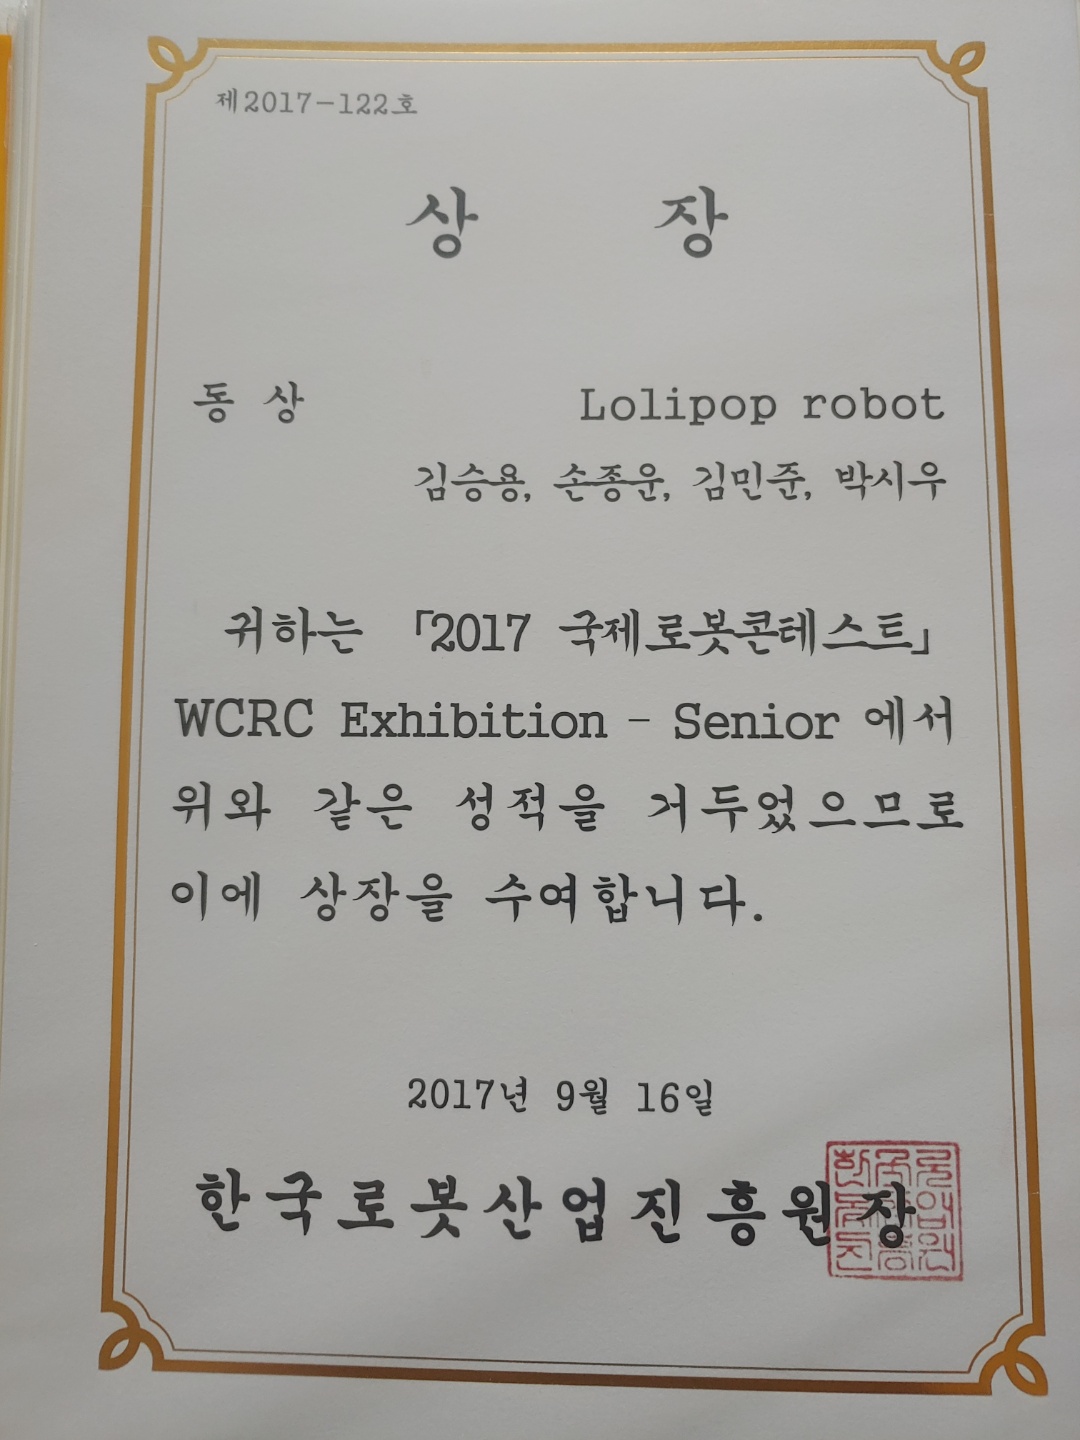 제2017-122호
상 장
동 상 Lolipop robot
김승용, 손종운, 김민준, 박시우
귀하는 「2017 국제로봇콘테스트」
WCRC Exhibition - Senior 에서
위와 같은 성적을 거두었으므로
이에 상장을 수여합니다.
2017년 9월 16일
한국로봇산업진흥원장